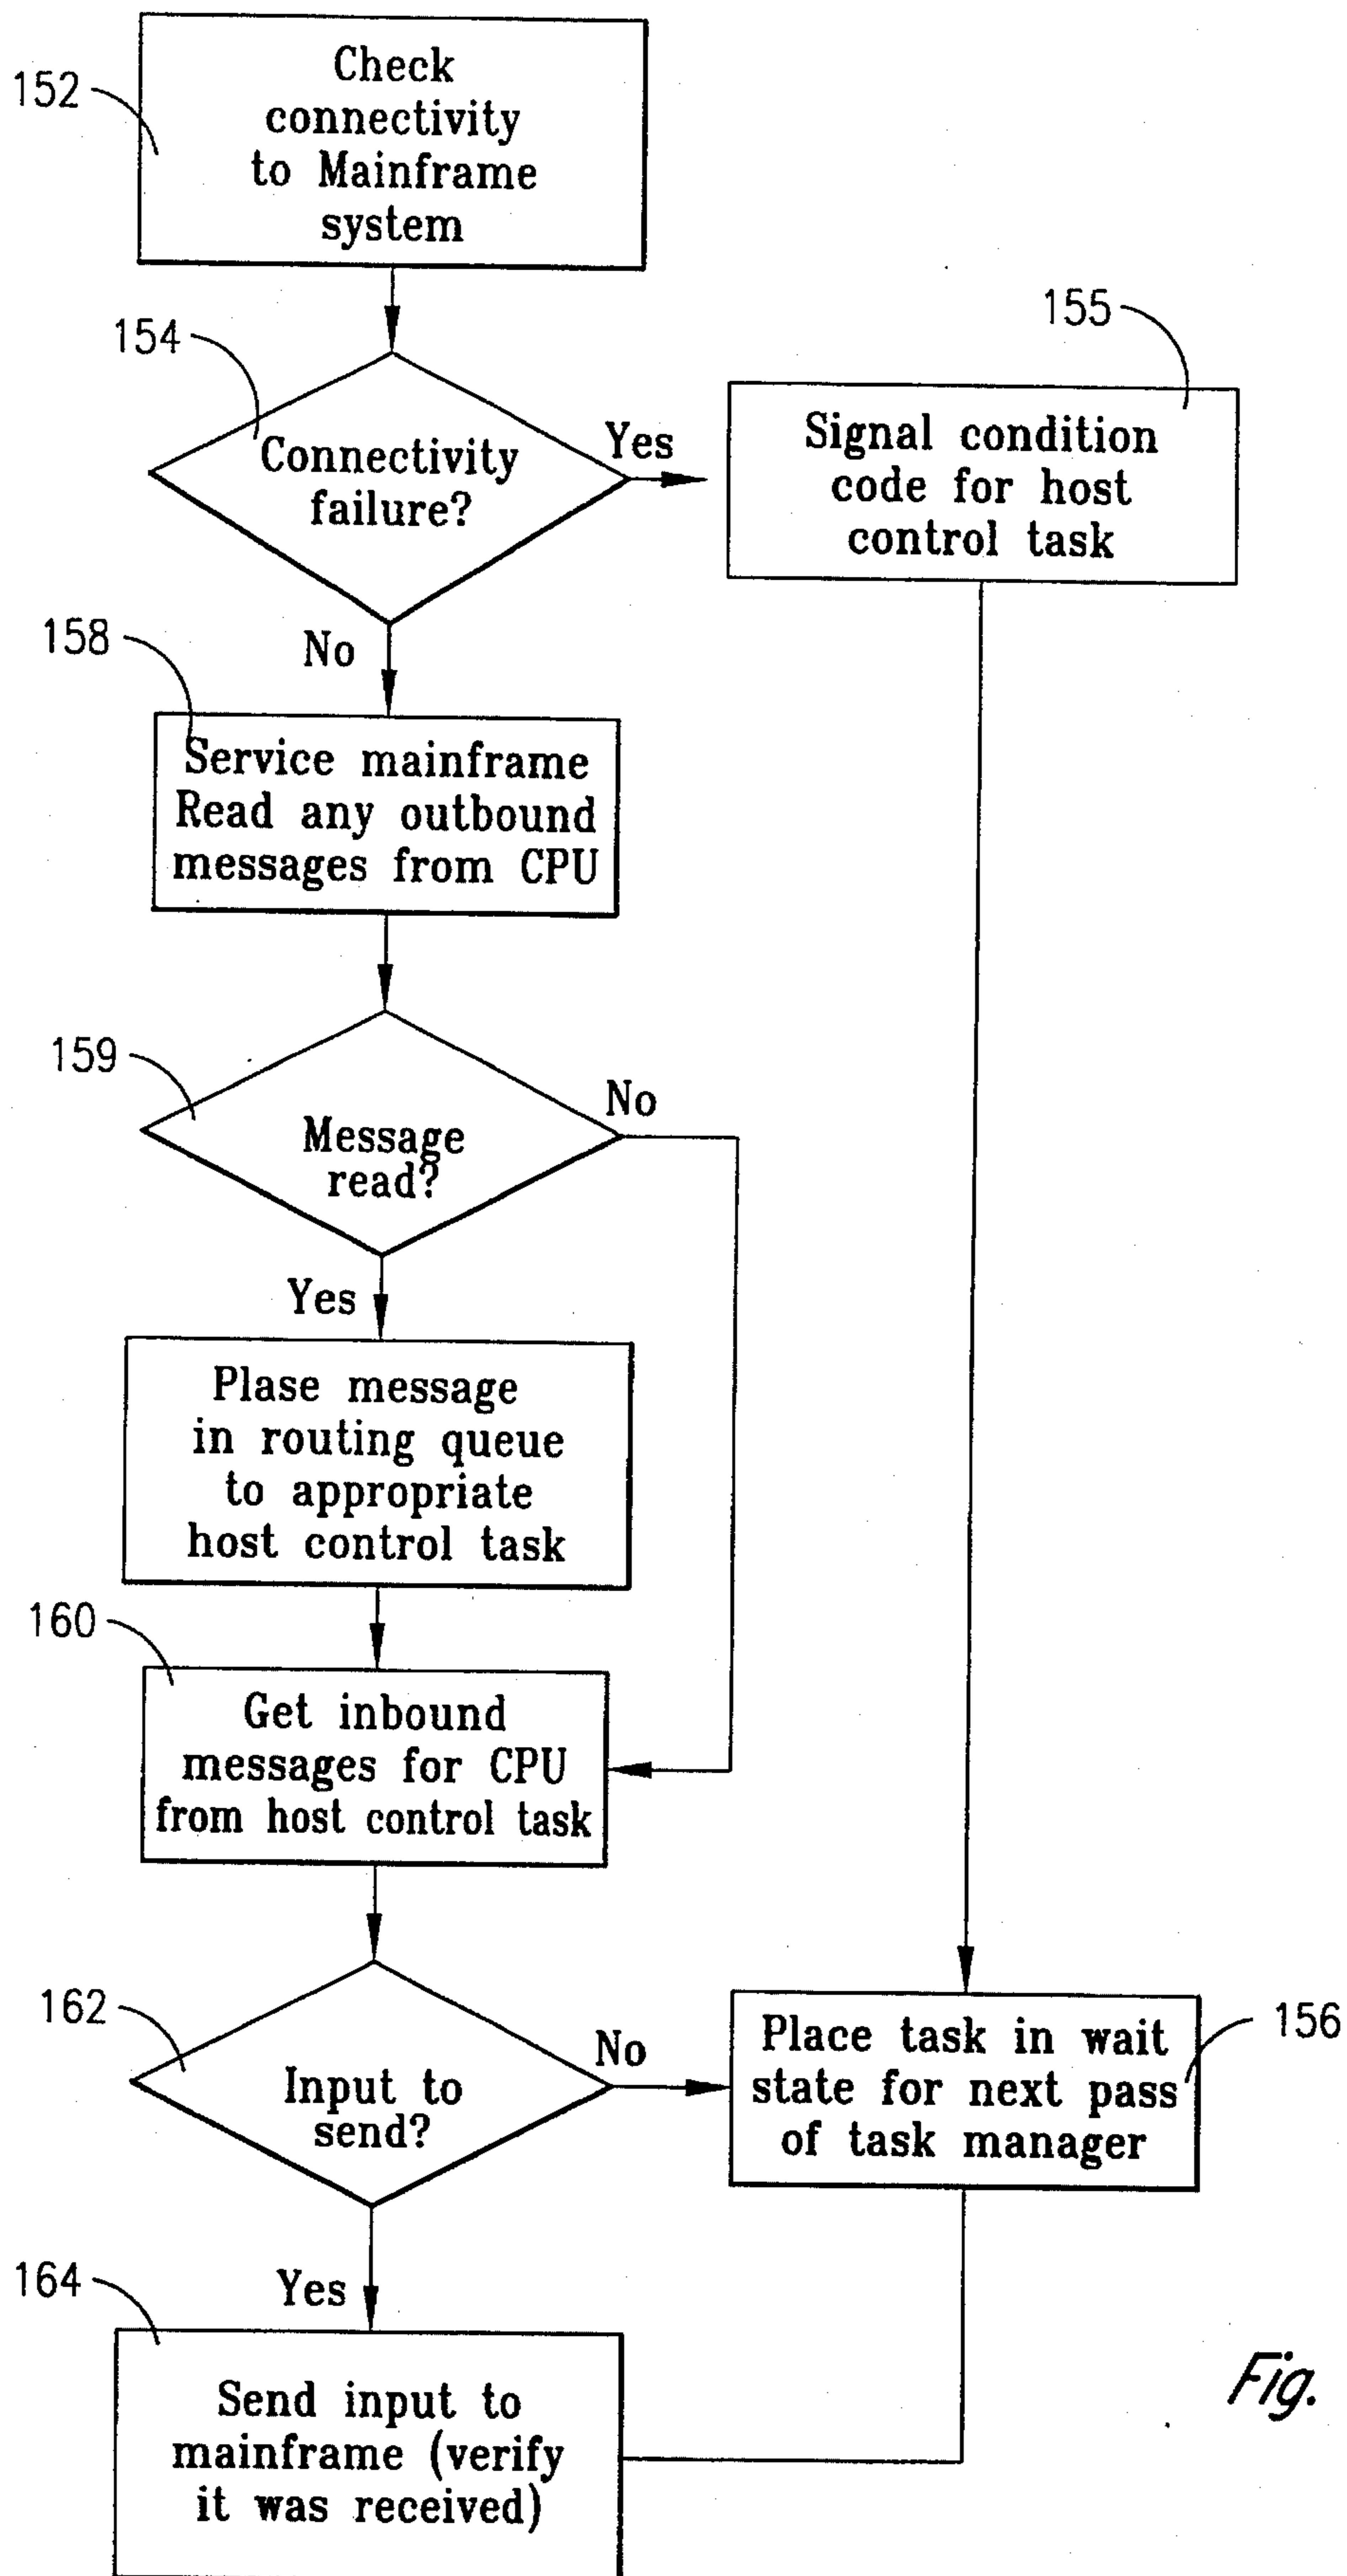 152
Check
connectivity
to Mainframe
system
154
Connectivity
failure?
Yes
155
Signal condition
code for host
control task
No
158
Service mainframe
Read any outbound
messages from CPU
159
Message
read?
No
Yes
Plase message
in routing queue
to appropriate
host control task
160
Get inbound
messages for CPU
from host control task
162
Input to
send?
No
Place task in wait
state for next pass
of task manager
156
Yes
164
Send input to
mainframe (verify
it was received)
Fig.